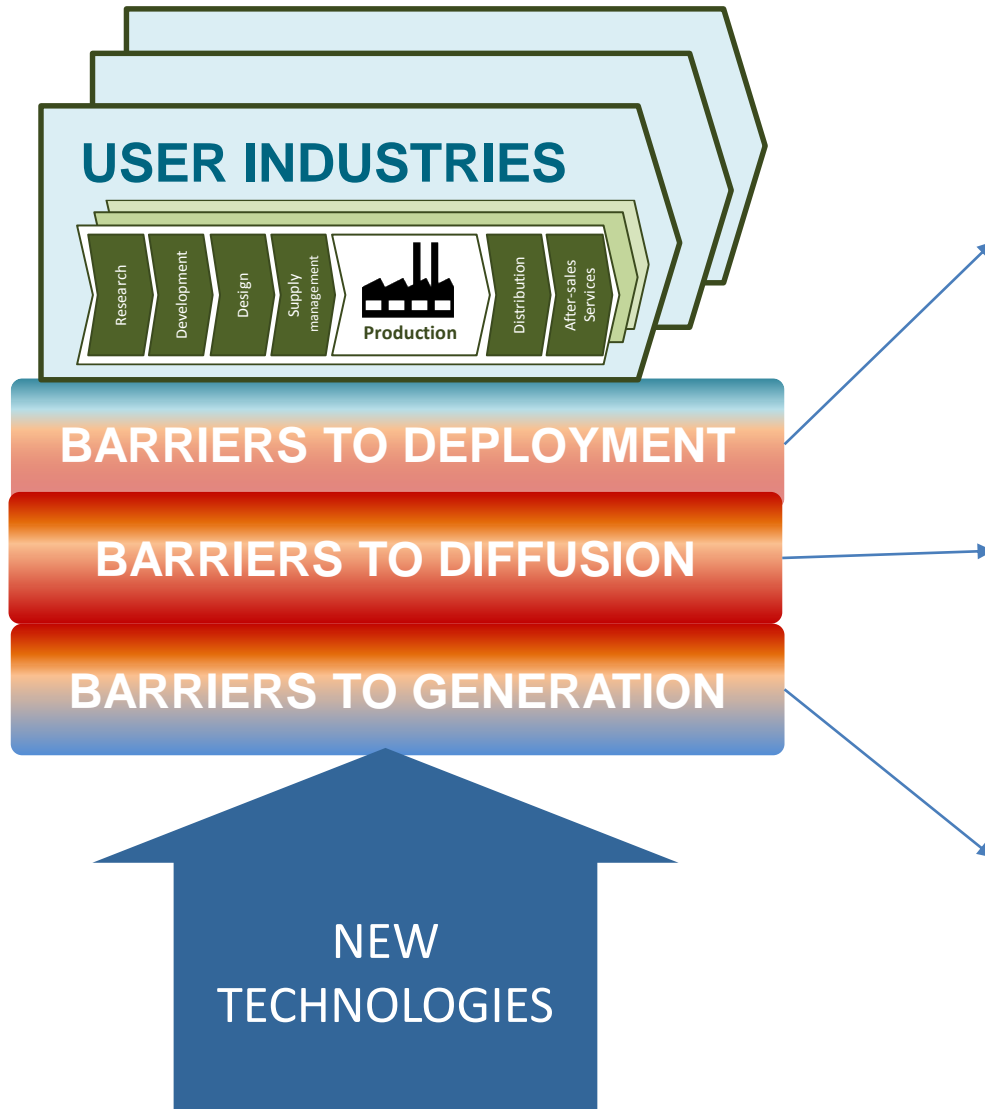 USER INDUSTRIES
Research
Development
Design
Supply
management
Production
Distribution
After-sales
Services
BARRIERS TO DEPLOYMENT
BARRIERS TO DIFFUSION
BARRIERS TO GENERATION
NEW
TECHNOLOGIES